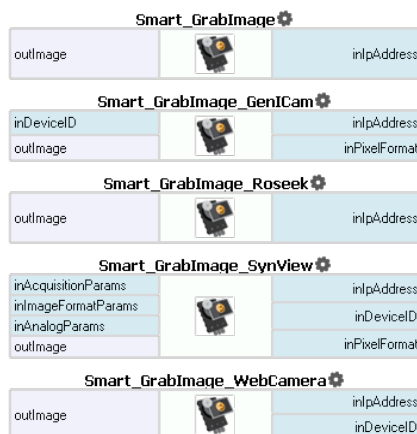 Smart_GrabImage
outImage
inIpAddress
Smart_GrabImage_GenICam
inDeviceID
inIpAddress
outImage
inPixelFormat
Smart_GrabImage_Roseek
outImage
inIpAddress
Smart_GrabImage_SynView
inAcquisitionParams
inIpAddress
inImageFormatParams
inDeviceID
inAnalogParams
outImage
inPixelFormat
Smart_GrabImage_WebCamera
outImage
inIpAddress
inDeviceID